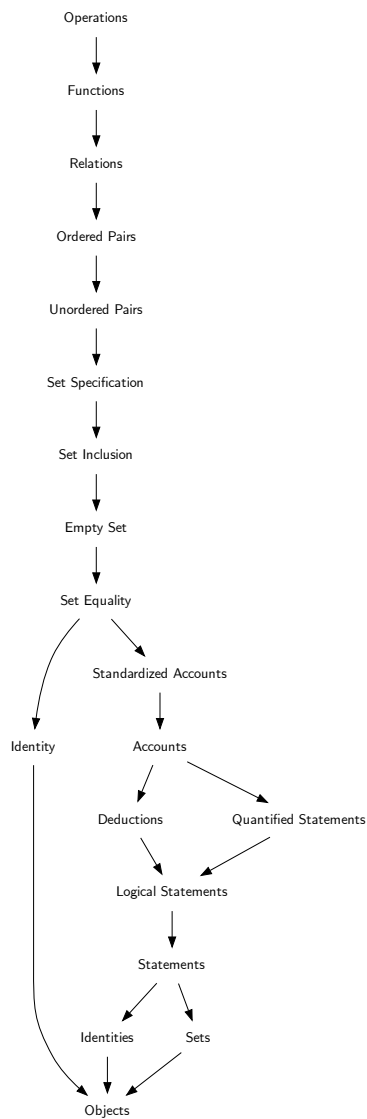 Operations
Functions
Relations
Ordered Pairs
Unordered Pairs
Set Specification
Set Inclusion
Empty Set
Set Equality
Standardized Accounts
Identity
Accounts
Deductions
Quantified Statements
Logical Statements
Statements
Identities
Sets
Objects